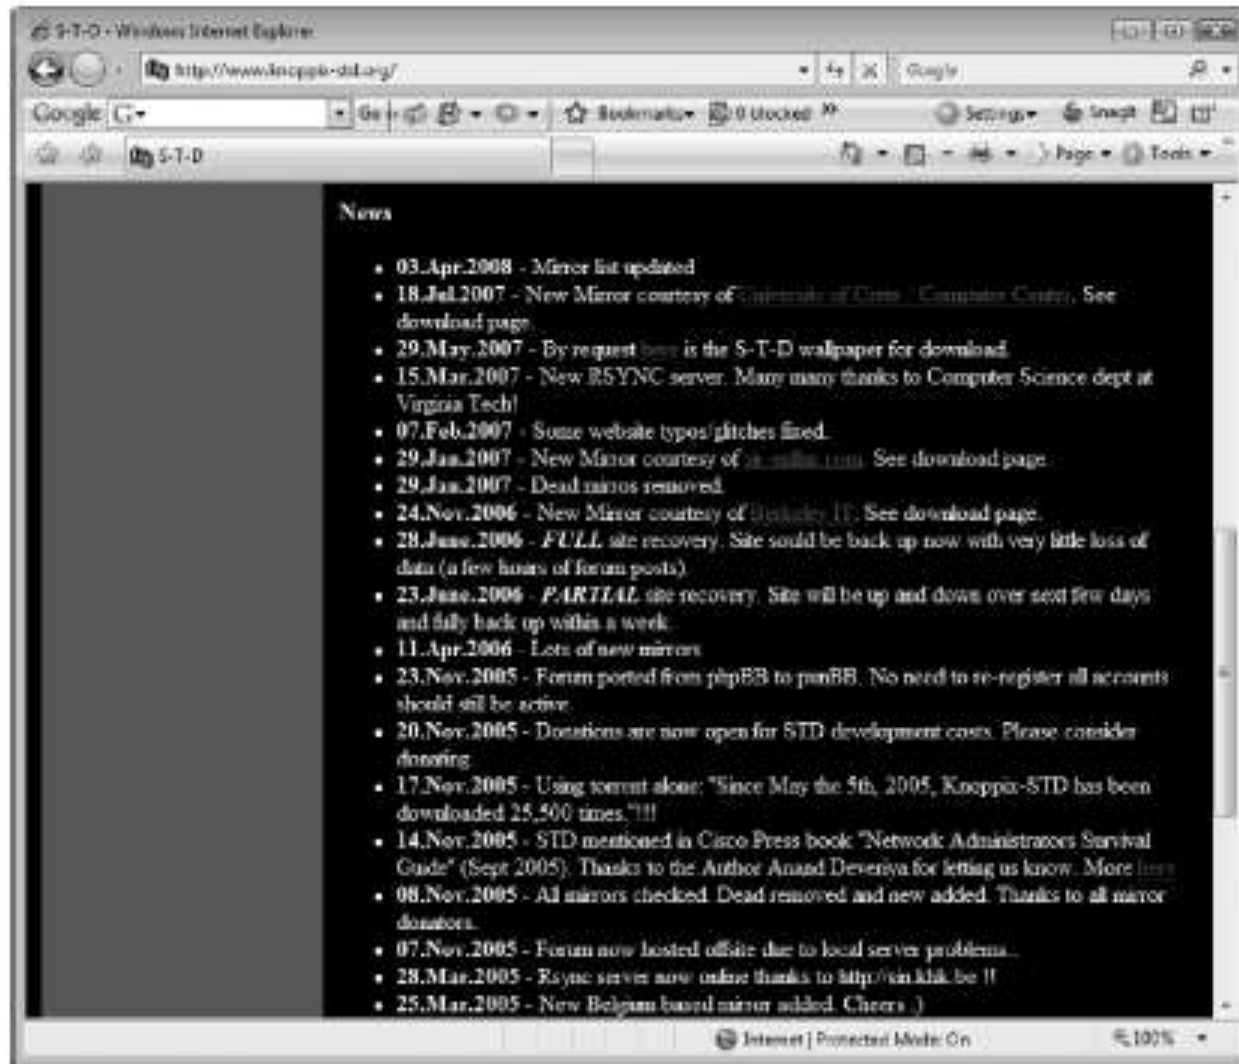 S-T-D - Windows Internet Explorer
http://www.knoppix-std.org/
Google
Google G
Go
Bookmarks
0 blocked
Settings
SnagIt
S-T-D
Page
Tools
News
03.Apr.2008 - Mirror list updated
18.Jul.2007 - New Mirror courtesy of University of Crete / Computer Center. See
download page.
29.May.2007 - By request here is the S-T-D wallpaper for download.
15.Mar.2007 - New RSYNC server. Many many thanks to Computer Science dept at
Virginia Tech!
07.Feb.2007 - Some website typos/glitches fixed.
29.Jan.2007 - New Mirror courtesy of See download page.
29.Jan.2007 - Dead mirros removed.
24.Nov.2006 - New Mirror courtesy of Berkeley IT. See download page.
28.June.2006 - FULL site recovery. Site sould be back up now with very little loss of
data (a few hours of forum posts)
23.June.2006 - PARTIAL site recovery. Site will be up and down over next few days
and fully back up within a week.
11.Apr.2006 - Lots of new mirrors
23.Nov.2005 - Forum ported from phpBB to punBB. No need to re-register all accounts
should still be active.
20.Nov.2005 - Donations are now open for STD development costs. Please consider
donating
17.Nov.2005 - Using torrent alone: "Since May the 5th, 2005, Knoppix-STD has been
downloaded 25,500 times."!!!
14.Nov.2005 - STD mentioned in Cisco Press book "Network Administrators Survival
Guide" (Sept 2005). Thanks to the Author Anand Deveriya for letting us know. More here
08.Nov.2005 - All mirrors checked. Dead removed and new added. Thanks to all mirror
donators.
07.Nov.2005 - Forum now hosted offsite due to local server problems..
28.Mar.2005 - Rsync server now online thanks to http://sin.khk.be !!
25.Mar.2005 - New Belgium based mirror added. Cheers :)
Internet | Protected Mode: On
100%